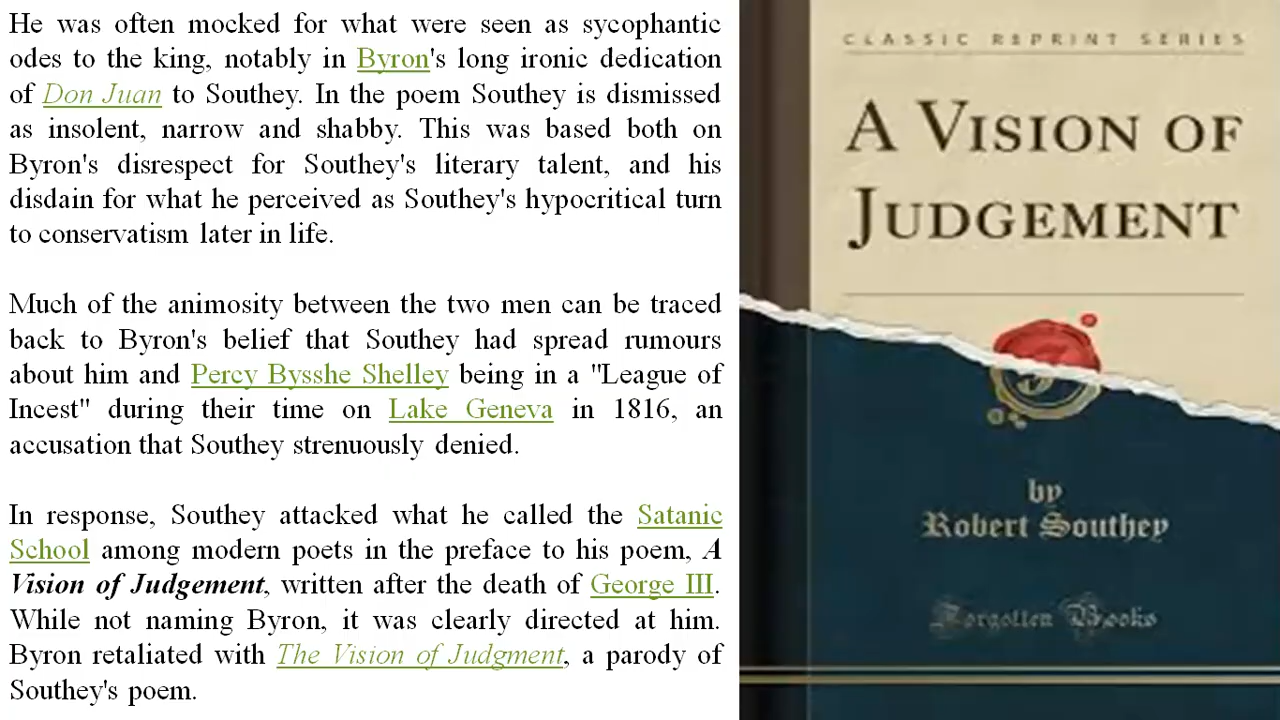 He was often mocked for what were seen as sycophantic
odes to the king, notably in Byron's long ironic dedication
of Don Juan to Southey. In the poem Southey is dismissed
as insolent, narrow and shabby. This was based both on
Byron's disrespect for Southey's literary talent, and his
disdain for what he perceived as Southey's hypocritical turn
to conservatism later in life.
Much of the animosity between the two men can be traced
back to Byron's belief that Southey had spread rumours
about him and Percy Bysshe Shelley being in a "League of
Incest" during their time on Lake Geneva in 1816, an
accusation that Southey strenuously denied.
In response, Southey attacked what he called the Satanic
School among modern poets in the preface to his poem, A
Vision of Judgement, written after the death of George III.
While not naming Byron, it was clearly directed at him.
Byron retaliated with The Vision of Judgment, a parody of
Southey's poem.
CLASSIC REPRINT SERIES
A VISION OF
JUDGEMENT
by
Robert Southey
Forgotten Books